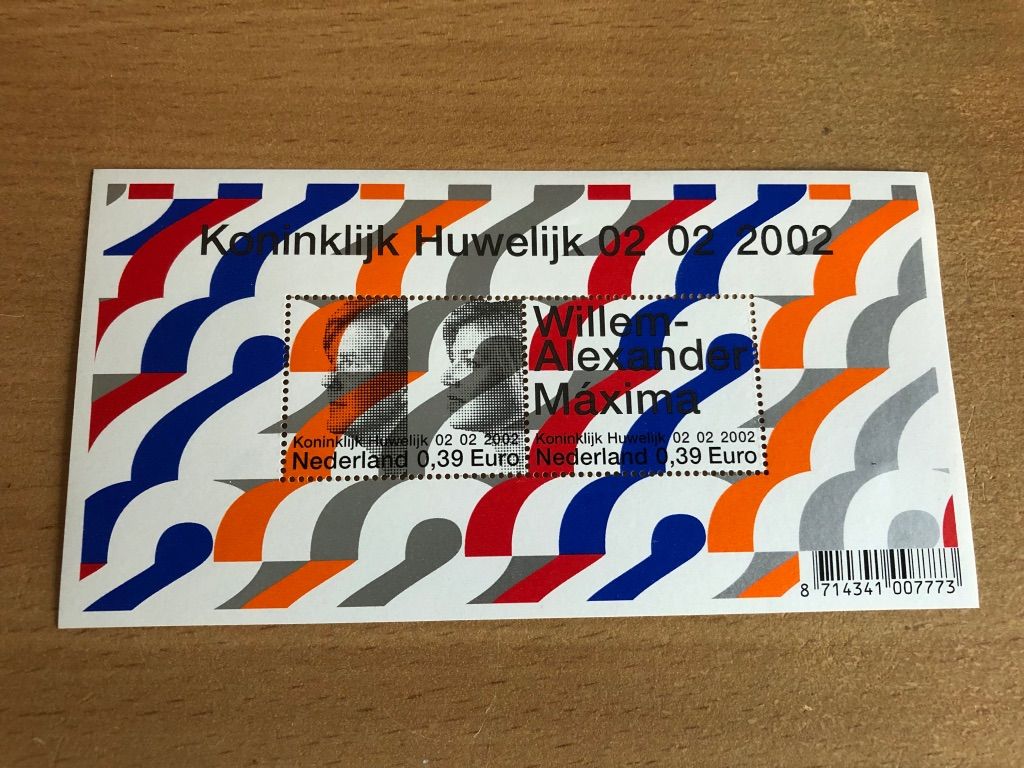 Koninklijk Huwelijk 02 02 2002
Willem-
Alexander
Máxima
Koninklijk Huwelijk 02 02 2002
Nederland 0,39 Euro
Koninklijk Huwelijk 02 02 2002
Nederland 0,39 Euro
8 714341 007773